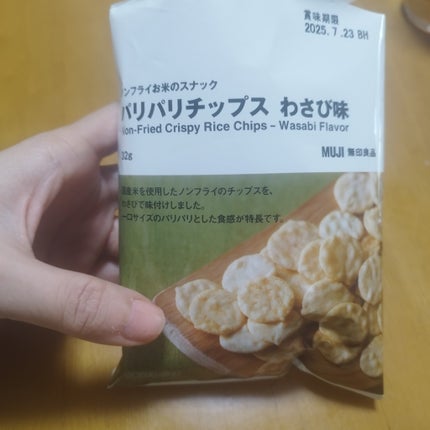 賞味期限
2025. 7. 23 BH
ノンフライお米のスナック
パリパリチップス わさび味
Non-Fried Crispy Rice Chips – Wasabi Flavor
MUJI 無印良品
32g
国産米を使用したノンフライのチップスを、
わさびで味付けしました。
一口サイズのパリパリとした食感が特長です。